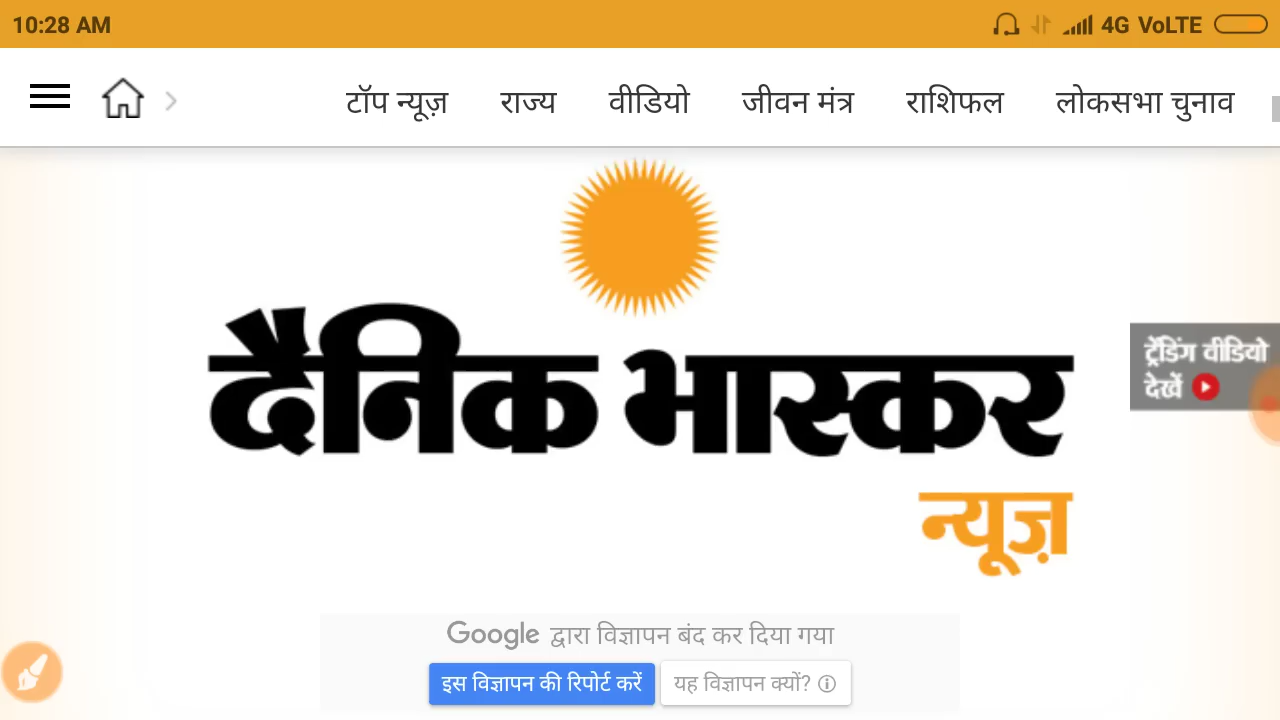 10:28 AM 4G VoLTE
टॉप न्यूज़ राज्य वीडियो जीवन मंत्र राशिफल लोकसभा चुनाव
दैनिक भास्कर
न्यूज़
ट्रेंडिंग वीडियो
देखें
Google द्वारा विज्ञापन बंद कर दिया गया
इस विज्ञापन की रिपोर्ट करें यह विज्ञापन क्यों?